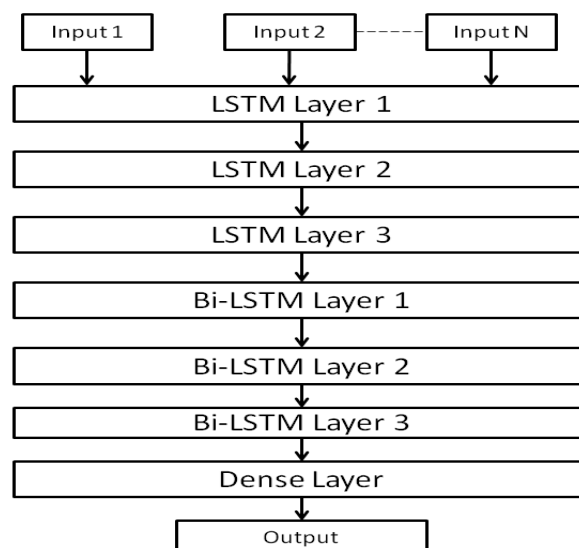 Input 1 Input 2 Input N
LSTM Layer 1
LSTM Layer 2
LSTM Layer 3
Bi-LSTM Layer 1
Bi-LSTM Layer 2
Bi-LSTM Layer 3
Dense Layer
Output